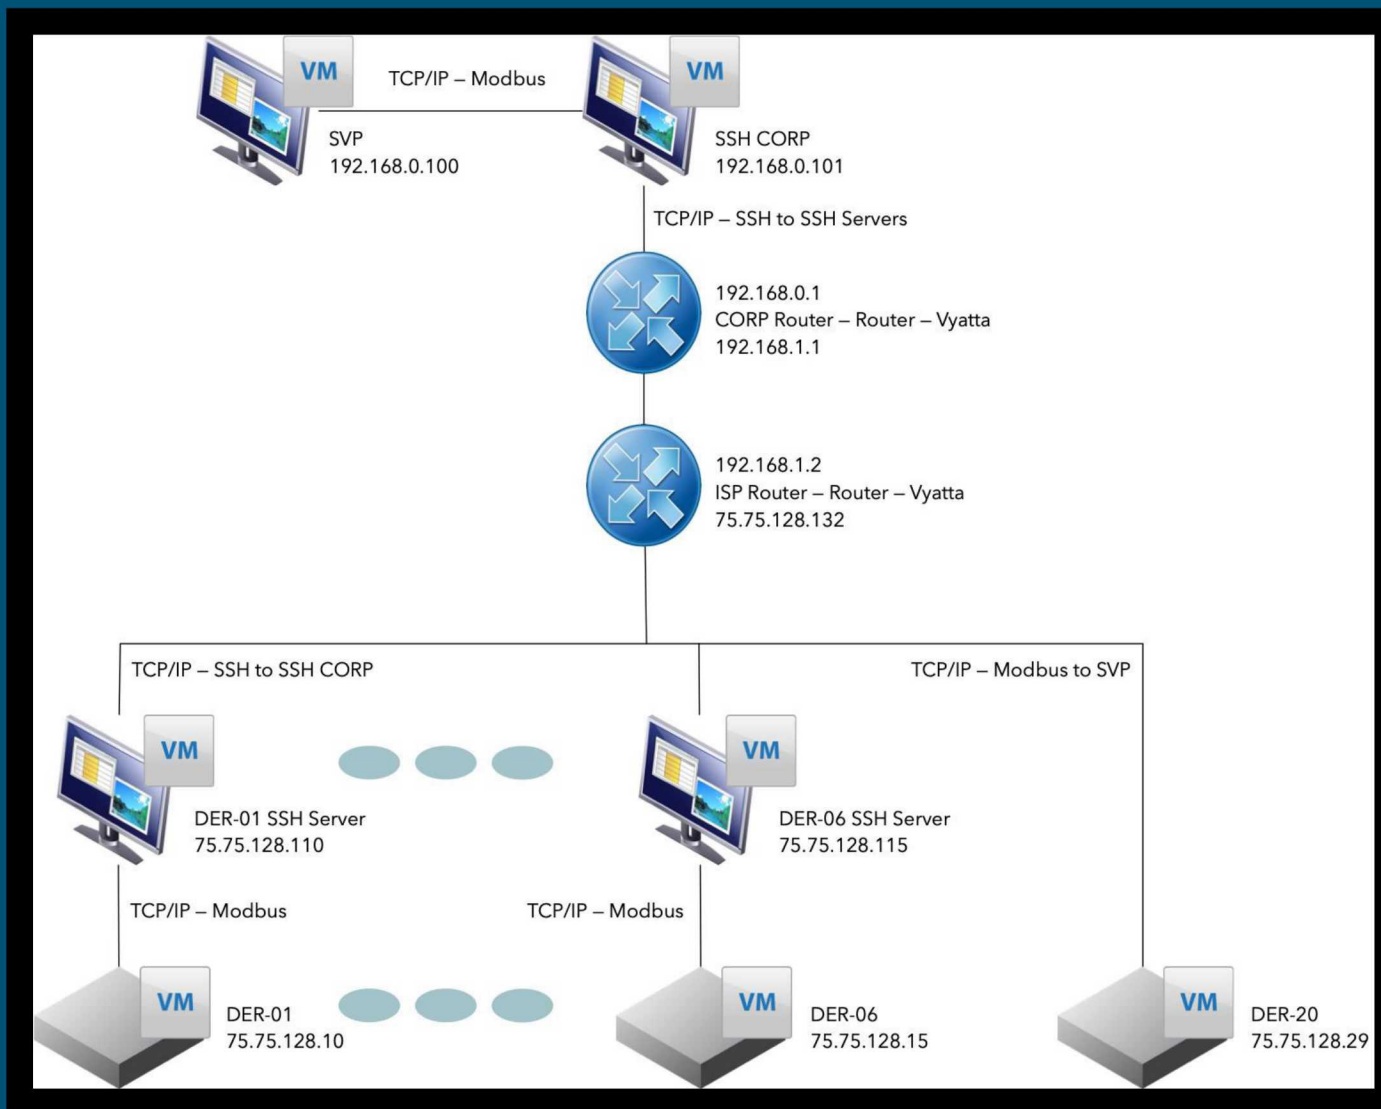 VM
TCP/IP – Modbus
VM
SVP
192.168.0.100
SSH CORP
192.168.0.101
TCP/IP – SSH to SSH Servers
192.168.0.1
CORP Router – Router – Vyatta
192.168.1.1
192.168.1.2
ISP Router – Router – Vyatta
75.75.128.132
TCP/IP – SSH to SSH CORP
TCP/IP – Modbus to SVP
VM
VM
DER-01 SSH Server
75.75.128.110
DER-06 SSH Server
75.75.128.115
TCP/IP – Modbus
TCP/IP – Modbus
VM
DER-01
75.75.128.10
VM
DER-06
75.75.128.15
VM
DER-20
75.75.128.29